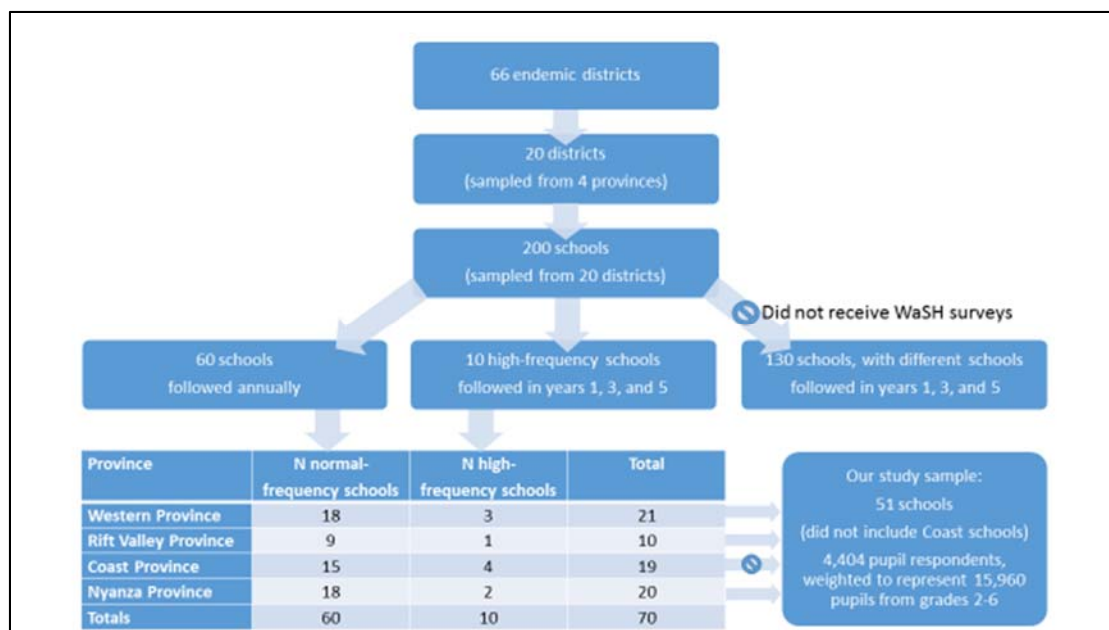 66 endemic districts
20 districts
(sampled from 4 provinces)
200 schools
(sampled from 20 districts)
Did not receive WaSH surveys
60 schools
followed annually
10 high-frequency schools
followed in years 1, 3, and 5
130 schools, with different schools
followed in years 1, 3, and 5
Province N normal- N high- Total
frequency schools frequency schools
Western Province 18 3 21
Rift Valley Province 9 1 10
Coast Province 15 4 19
Nyanza Province 18 2 20
Totals 60 10 70
Our study sample:
51 schools
(did not include Coast schools)
4,404 pupil respondents,
weighted to represent 15,960
pupils from grades 2-6